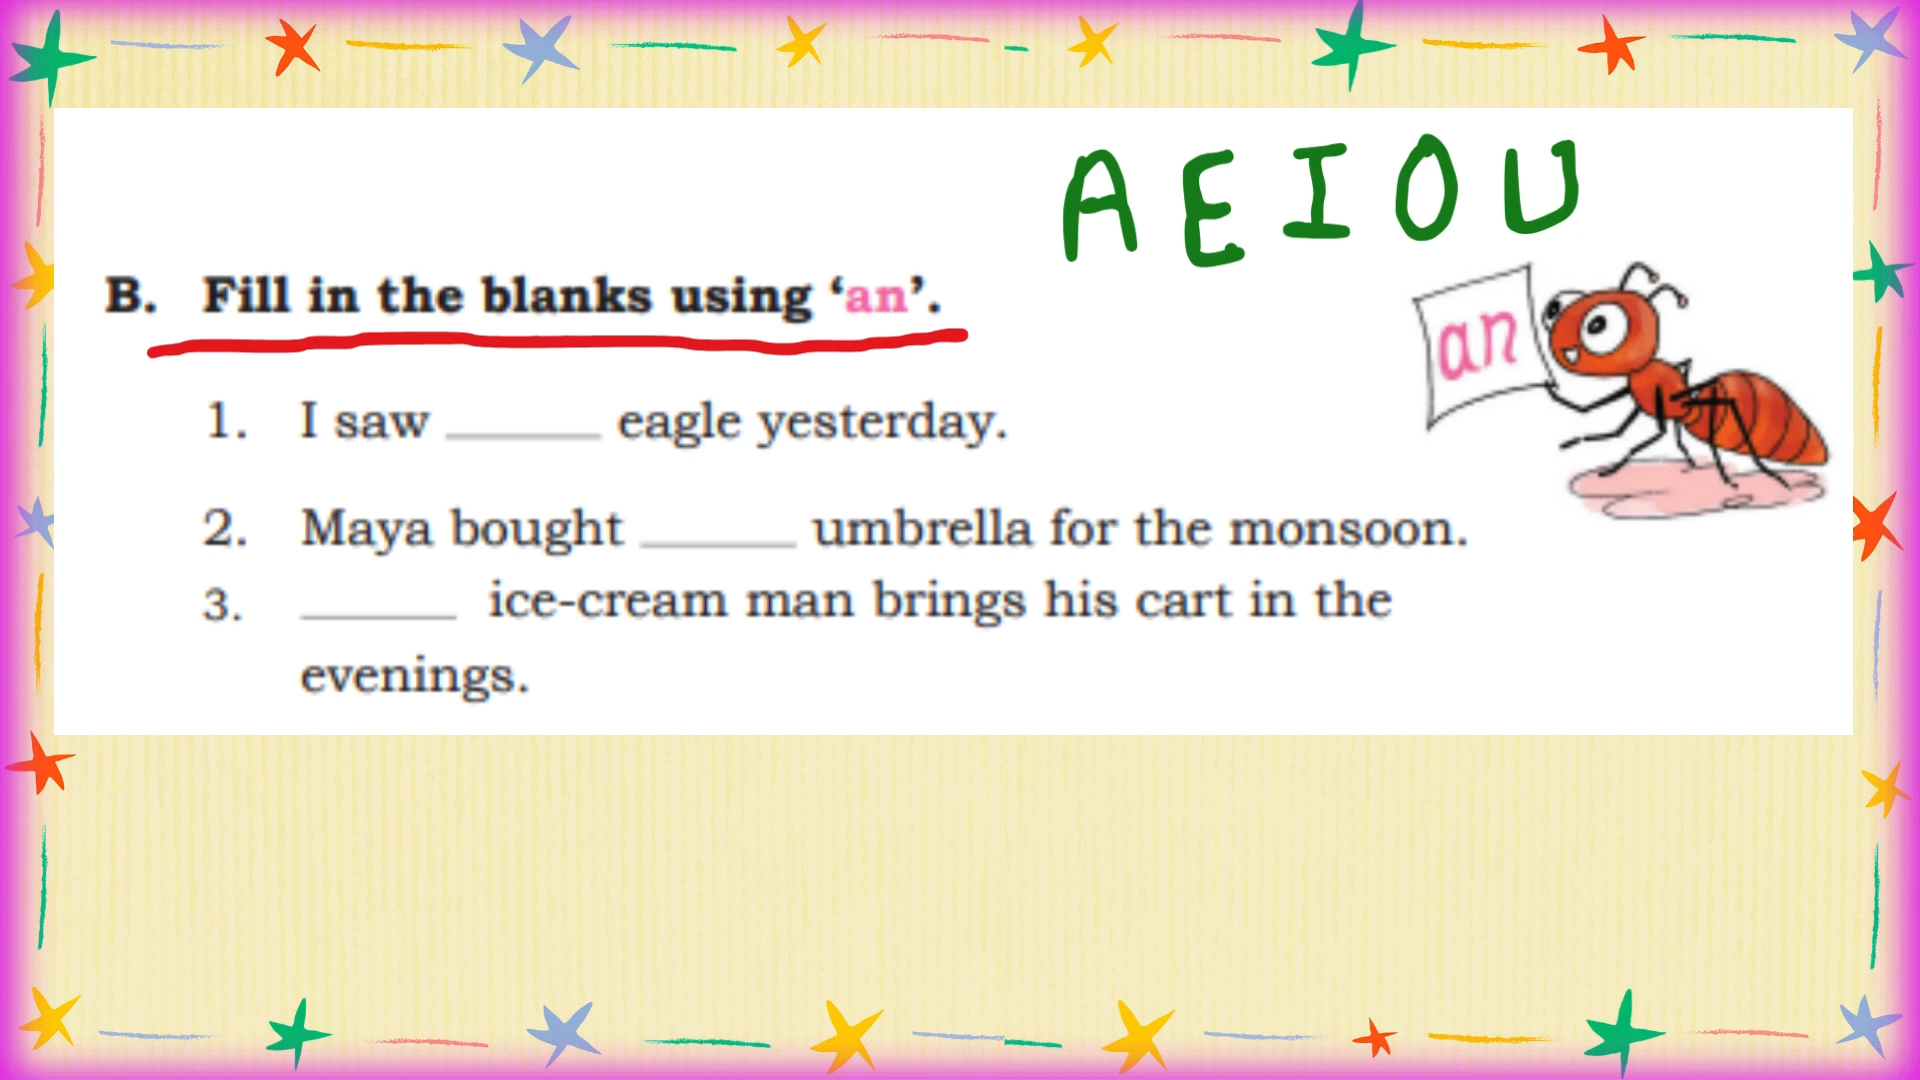 A E I O U
B. Fill in the blanks using ‘an’.
an
1. I saw ______ eagle yesterday.
2. Maya bought ______ umbrella for the monsoon.
3. ______ ice-cream man brings his cart in the
evenings.